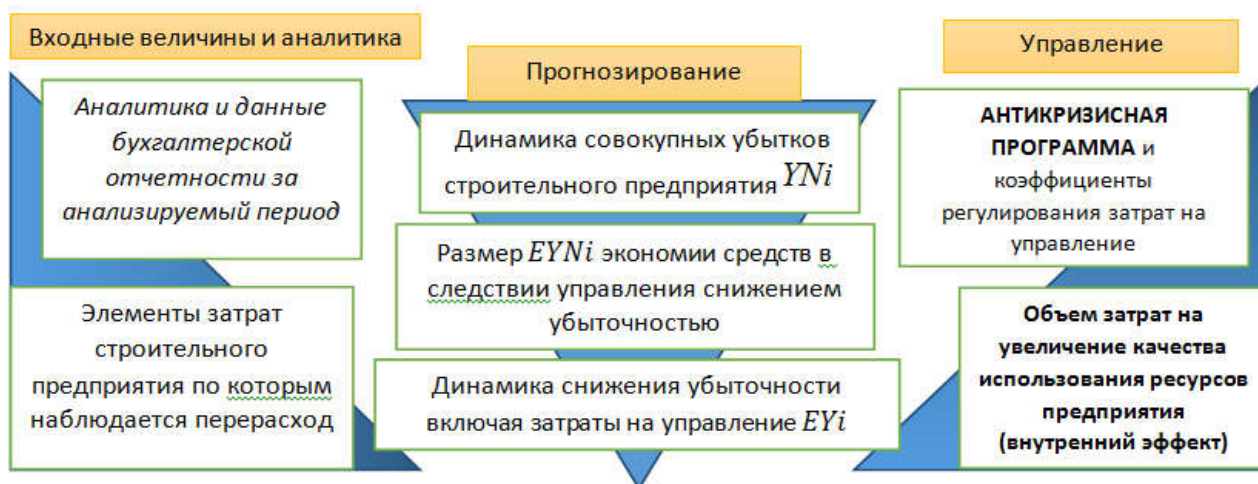 Входные величины и аналитика
Аналитика и данные
бухгалтерской
отчетности за
анализируемый период
Элементы затрат
строительного
предприятия по которым
наблюдается перерасход
Прогнозирование
Динамика совокупных убытков
строительного предприятия YNi
Размер EYNi экономии средств в
следствии управления снижением
убыточностью
Динамика снижения убыточности
включая затраты на управление EYi
Управление
АНТИКРИЗИСНАЯ
ПРОГРАММА и
коэффициенты
регулирования затрат на
управление
Объем затрат на
увеличение качества
использования ресурсов
предприятия
(внутренний эффект)